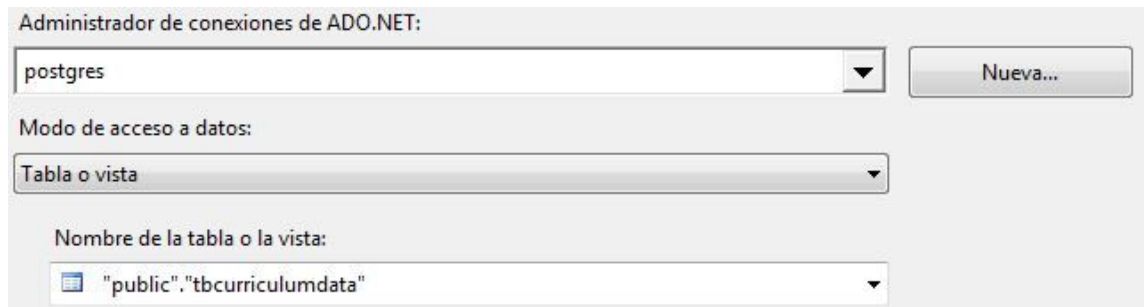 Administrador de conexiones de ADO.NET:
postgres
Nueva...
Modo de acceso a datos:
Tabla o vista
Nombre de la tabla o la vista:
"public"."tbcurriculumdata"